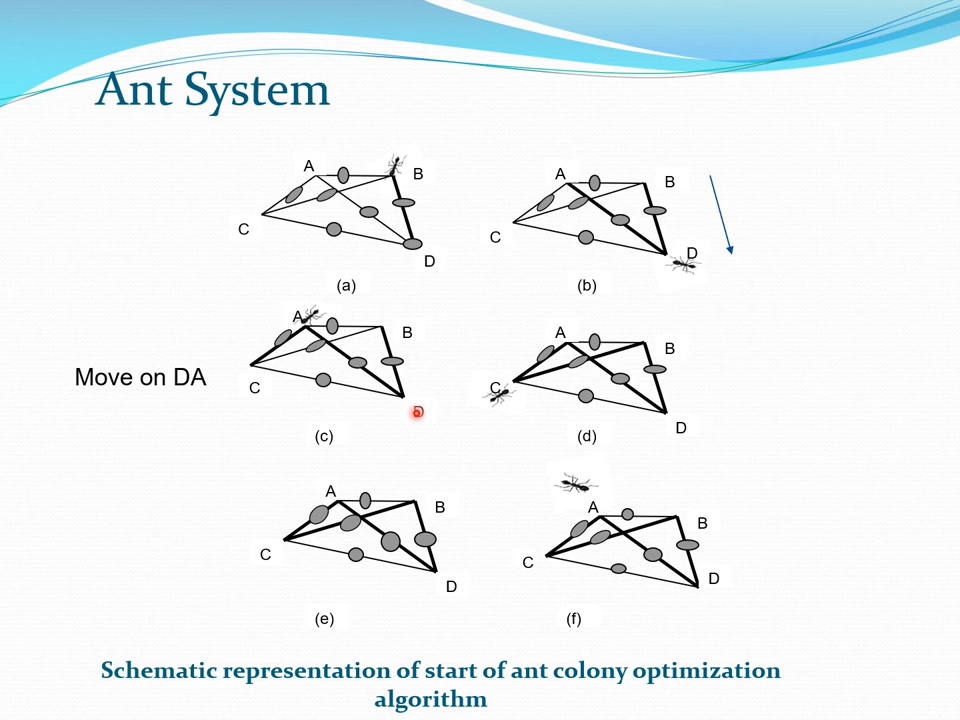 Ant System
A
B
C
D
(a)
A
B
C
D
(b)
Move on DA
A
B
C
D
(c)
A
B
C
D
(d)
A
B
C
D
(e)
A
B
C
D
(f)
Schematic representation of start of ant colony optimization
algorithm